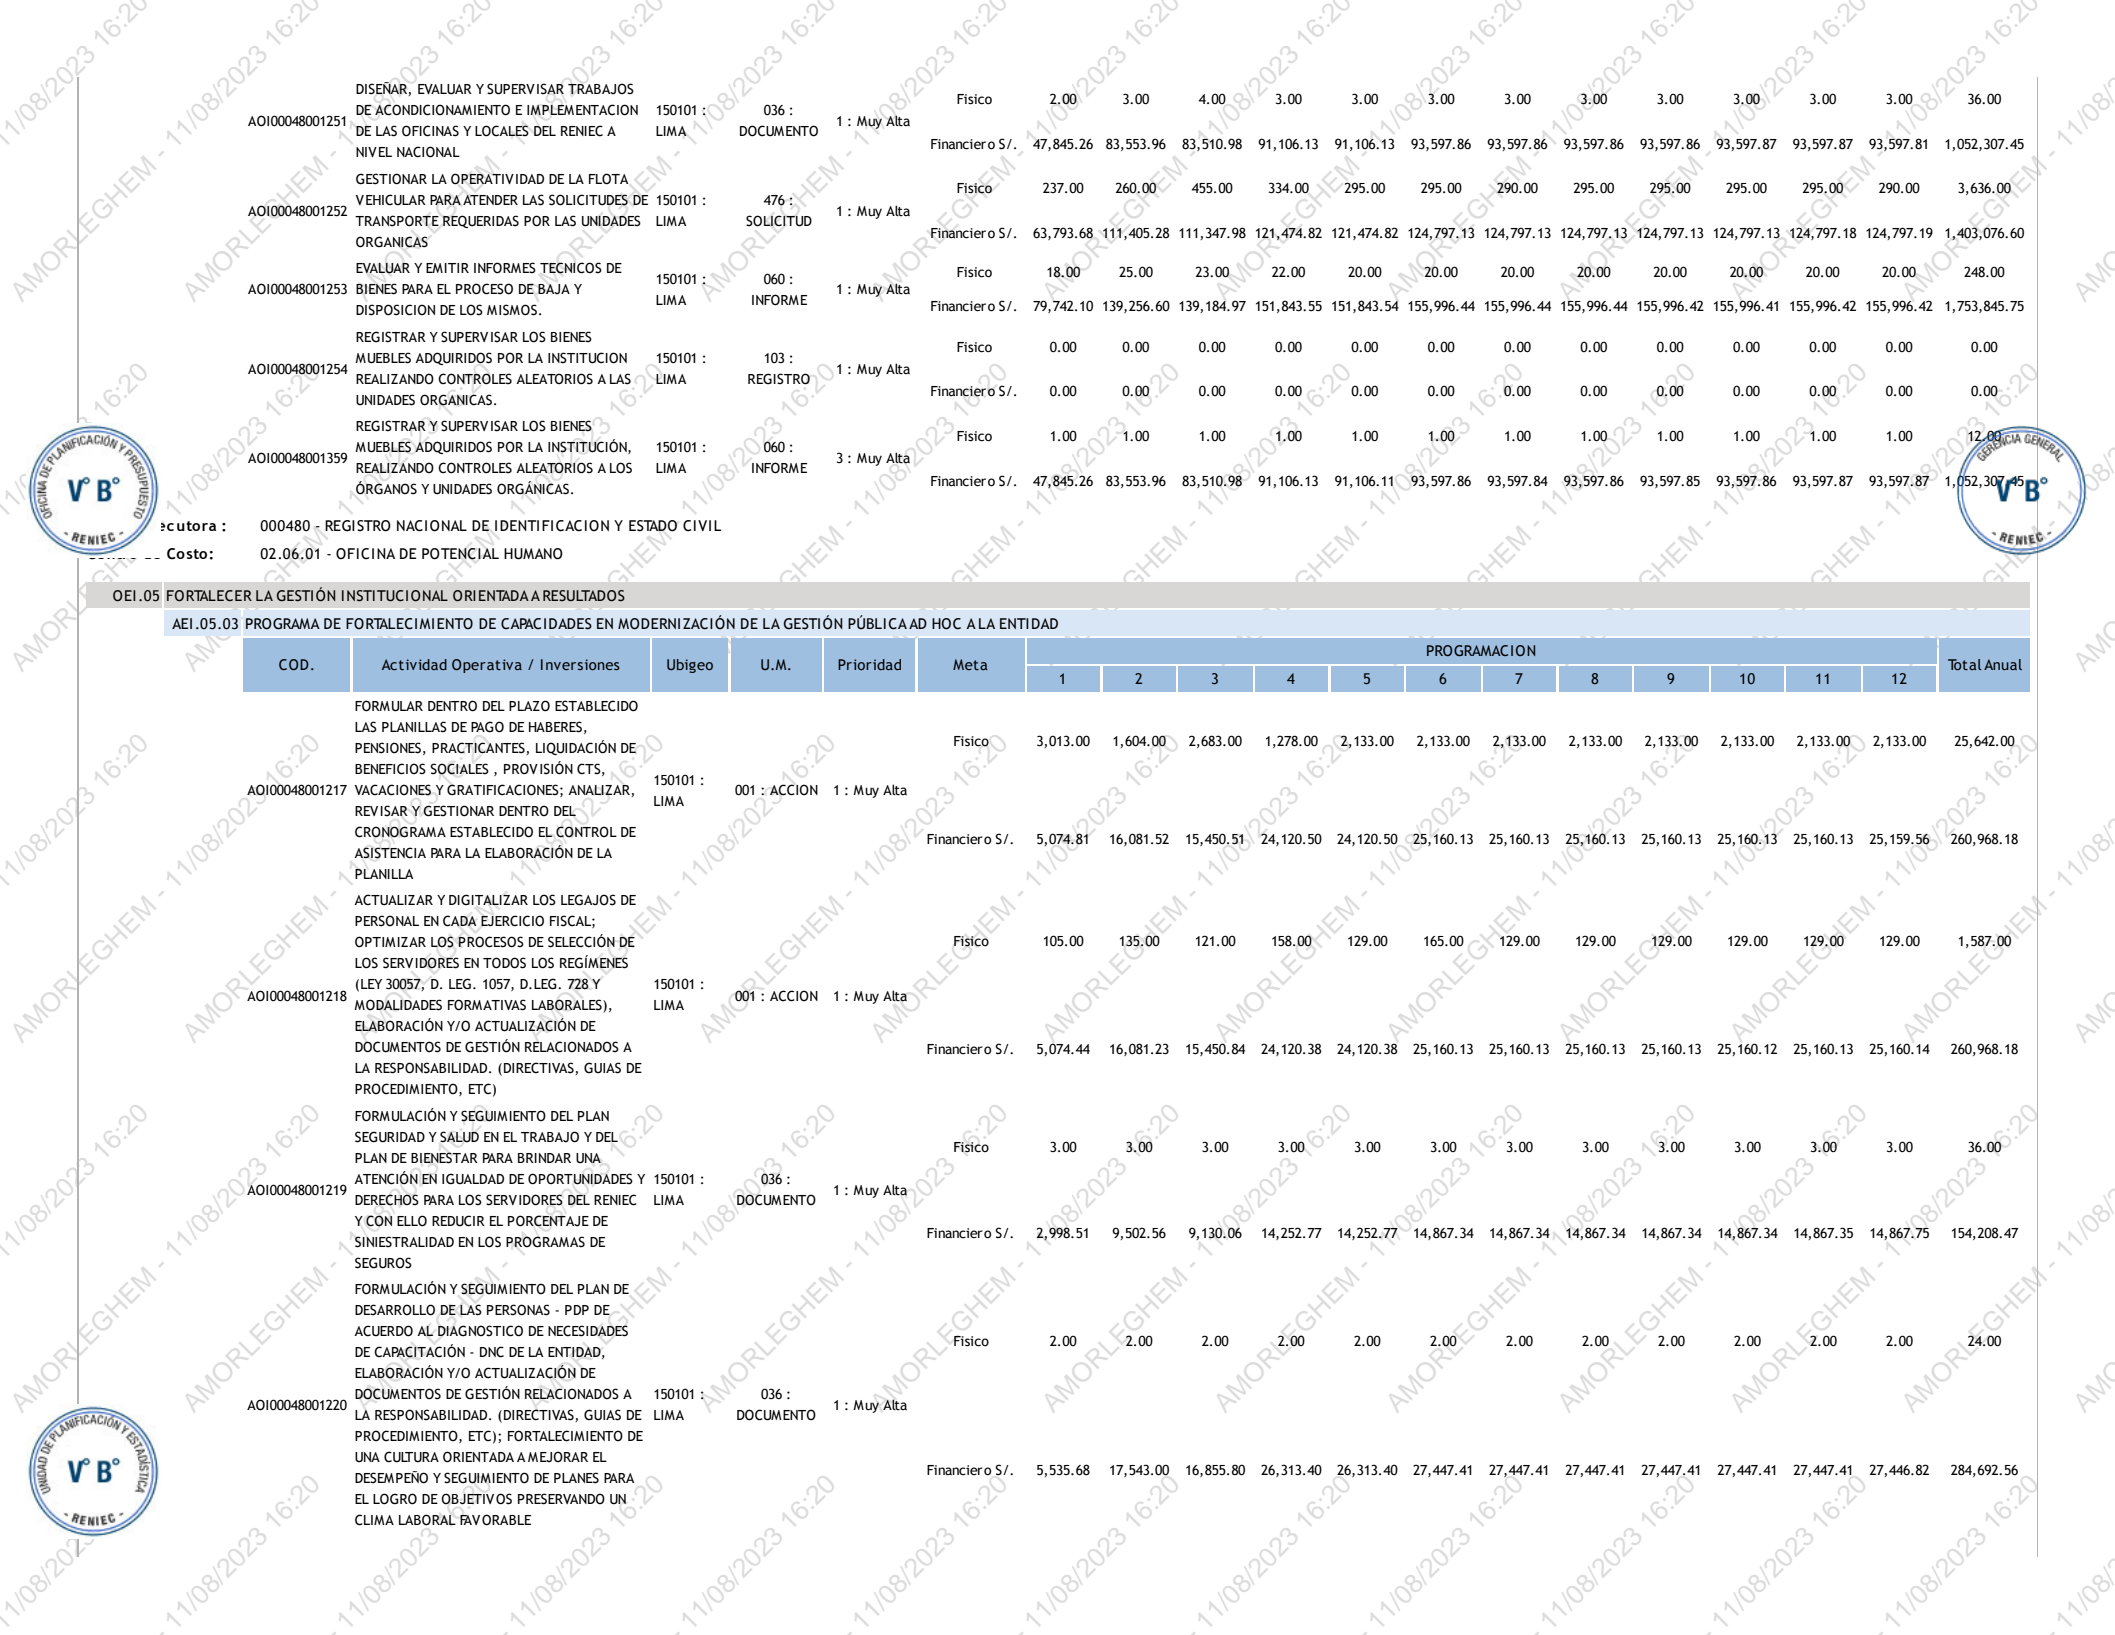 DISEÑAR, EVALUAR Y SUPERVISAR TRABAJOS
DE ACONDICIONAMIENTO E IMPLEMENTACION
DE LAS OFICINAS Y LOCALES DEL RENIEC A
NIVEL NACIONAL
AOI00048001251 150101 : LIMA 036 : DOCUMENTO 1 : Muy Alta
Fisico 2.00 3.00 4.00 3.00 3.00 3.00 3.00 3.00 3.00 3.00 3.00 3.00 36.00
Financiero S/. 47,845.26 83,553.96 83,510.98 91,106.13 91,106.13 93,597.86 93,597.86 93,597.86 93,597.86 93,597.87 93,597.87 93,597.81 1,052,307.45
GESTIONAR LA OPERATIVIDAD DE LA FLOTA
VEHICULAR PARA ATENDER LAS SOLICITUDES DE
TRANSPORTE REQUERIDAS POR LAS UNIDADES
ORGANICAS
AOI00048001252 150101 : LIMA 476 : SOLICITUD 1 : Muy Alta
Fisico 237.00 260.00 455.00 334.00 295.00 295.00 290.00 295.00 295.00 295.00 295.00 290.00 3,636.00
Financiero S/. 63,793.68 111,405.28 111,347.98 121,474.82 121,474.82 124,797.13 124,797.13 124,797.13 124,797.13 124,797.13 124,797.18 124,797.19 1,403,076.60
EVALUAR Y EMITIR INFORMES TECNICOS DE
BIENES PARA EL PROCESO DE BAJA Y
DISPOSICION DE LOS MISMOS.
AOI00048001253 150101 : LIMA 060 : INFORME 1 : Muy Alta
Fisico 18.00 25.00 23.00 22.00 20.00 20.00 20.00 20.00 20.00 20.00 20.00 20.00 248.00
Financiero S/. 79,742.10 139,256.60 139,184.97 151,843.55 151,843.54 155,996.44 155,996.44 155,996.44 155,996.42 155,996.41 155,996.42 155,996.42 1,753,845.75
REGISTRAR Y SUPERVISAR LOS BIENES
MUEBLES ADQUIRIDOS POR LA INSTITUCION
REALIZANDO CONTROLES ALEATORIOS A LAS
UNIDADES ORGANICAS.
AOI00048001254 150101 : LIMA 103 : REGISTRO 1 : Muy Alta
Fisico 0.00 0.00 0.00 0.00 0.00 0.00 0.00 0.00 0.00 0.00 0.00 0.00 0.00
Financiero S/. 0.00 0.00 0.00 0.00 0.00 0.00 0.00 0.00 0.00 0.00 0.00 0.00 0.00
REGISTRAR Y SUPERVISAR LOS BIENES
MUEBLES ADQUIRIDOS POR LA INSTITUCIÓN,
REALIZANDO CONTROLES ALEATORIOS A LOS
ÓRGANOS Y UNIDADES ORGÁNICAS.
AOI00048001359 150101 : LIMA 060 : INFORME 3 : Muy Alta
Fisico 1.00 1.00 1.00 1.00 1.00 1.00 1.00 1.00 1.00 1.00 1.00 1.00 12.00
Financiero S/. 47,845.26 83,553.96 83,510.98 91,106.13 91,106.11 93,597.86 93,597.84 93,597.86 93,597.85 93,597.86 93,597.87 93,597.87 1,052,307.45
OFICINA DE PLANIFICACIÓN Y PRESUPUESTO V° B° - RENIEC -
GERENCIA GENERAL V° B° - RENIEC -
ecutora : 000480 - REGISTRO NACIONAL DE IDENTIFICACION Y ESTADO CIVIL
Costo: 02.06.01 - OFICINA DE POTENCIAL HUMANO
OEI.05 FORTALECER LA GESTIÓN INSTITUCIONAL ORIENTADA A RESULTADOS
AEI.05.03 PROGRAMA DE FORTALECIMIENTO DE CAPACIDADES EN MODERNIZACIÓN DE LA GESTIÓN PÚBLICA AD HOC A LA ENTIDAD
COD. Actividad Operativa / Inversiones Ubigeo U.M. Prioridad Meta PROGRAMACION Total Anual
1 2 3 4 5 6 7 8 9 10 11 12
FORMULAR DENTRO DEL PLAZO ESTABLECIDO
LAS PLANILLAS DE PAGO DE HABERES,
PENSIONES, PRACTICANTES, LIQUIDACIÓN DE
BENEFICIOS SOCIALES , PROVISIÓN CTS,
VACACIONES Y GRATIFICACIONES; ANALIZAR,
REVISAR Y GESTIONAR DENTRO DEL
CRONOGRAMA ESTABLECIDO EL CONTROL DE
ASISTENCIA PARA LA ELABORACIÓN DE LA
PLANILLA
AOI00048001217 150101 : LIMA 001 : ACCION 1 : Muy Alta
Fisico 3,013.00 1,604.00 2,683.00 1,278.00 2,133.00 2,133.00 2,133.00 2,133.00 2,133.00 2,133.00 2,133.00 2,133.00 25,642.00
Financiero S/. 5,074.81 16,081.52 15,450.51 24,120.50 24,120.50 25,160.13 25,160.13 25,160.13 25,160.13 25,160.13 25,160.13 25,159.56 260,968.18
ACTUALIZAR Y DIGITALIZAR LOS LEGAJOS DE
PERSONAL EN CADA EJERCICIO FISCAL;
OPTIMIZAR LOS PROCESOS DE SELECCIÓN DE
LOS SERVIDORES EN TODOS LOS REGÍMENES
(LEY 30057, D. LEG. 1057, D.LEG. 728 Y
MODALIDADES FORMATIVAS LABORALES),
ELABORACIÓN Y/O ACTUALIZACIÓN DE
DOCUMENTOS DE GESTIÓN RELACIONADOS A
LA RESPONSABILIDAD. (DIRECTIVAS, GUIAS DE
PROCEDIMIENTO, ETC)
AOI00048001218 150101 : LIMA 001 : ACCION 1 : Muy Alta
Fisico 105.00 135.00 121.00 158.00 129.00 165.00 129.00 129.00 129.00 129.00 129.00 129.00 1,587.00
Financiero S/. 5,074.44 16,081.23 15,450.84 24,120.38 24,120.38 25,160.13 25,160.13 25,160.13 25,160.13 25,160.12 25,160.13 25,160.14 260,968.18
FORMULACIÓN Y SEGUIMIENTO DEL PLAN
SEGURIDAD Y SALUD EN EL TRABAJO Y DEL
PLAN DE BIENESTAR PARA BRINDAR UNA
ATENCIÓN EN IGUALDAD DE OPORTUNIDADES Y
DERECHOS PARA LOS SERVIDORES DEL RENIEC
Y CON ELLO REDUCIR EL PORCENTAJE DE
SINIESTRALIDAD EN LOS PROGRAMAS DE
SEGUROS
AOI00048001219 150101 : LIMA 036 : DOCUMENTO 1 : Muy Alta
Fisico 3.00 3.00 3.00 3.00 3.00 3.00 3.00 3.00 3.00 3.00 3.00 3.00 36.00
Financiero S/. 2,998.51 9,502.56 9,130.06 14,252.77 14,252.77 14,867.34 14,867.34 14,867.34 14,867.34 14,867.34 14,867.35 14,867.75 154,208.47
FORMULACIÓN Y SEGUIMIENTO DEL PLAN DE
DESARROLLO DE LAS PERSONAS - PDP DE
ACUERDO AL DIAGNOSTICO DE NECESIDADES
DE CAPACITACIÓN - DNC DE LA ENTIDAD,
ELABORACIÓN Y/O ACTUALIZACIÓN DE
DOCUMENTOS DE GESTIÓN RELACIONADOS A
LA RESPONSABILIDAD. (DIRECTIVAS, GUIAS DE
PROCEDIMIENTO, ETC); FORTALECIMIENTO DE
UNA CULTURA ORIENTADA A MEJORAR EL
DESEMPEÑO Y SEGUIMIENTO DE PLANES PARA
EL LOGRO DE OBJETIVOS PRESERVANDO UN
CLIMA LABORAL FAVORABLE
AOI00048001220 150101 : LIMA 036 : DOCUMENTO 1 : Muy Alta
Fisico 2.00 2.00 2.00 2.00 2.00 2.00 2.00 2.00 2.00 2.00 2.00 2.00 24.00
Financiero S/. 5,535.68 17,543.00 16,855.80 26,313.40 26,313.40 27,447.41 27,447.41 27,447.41 27,447.41 27,447.41 27,447.41 27,446.82 284,692.56
UNIDAD DE PLANIFICACIÓN Y ESTADÍSTICA V° B° - RENIEC -
AMORLEGHEM - 11/08/2023 16:20